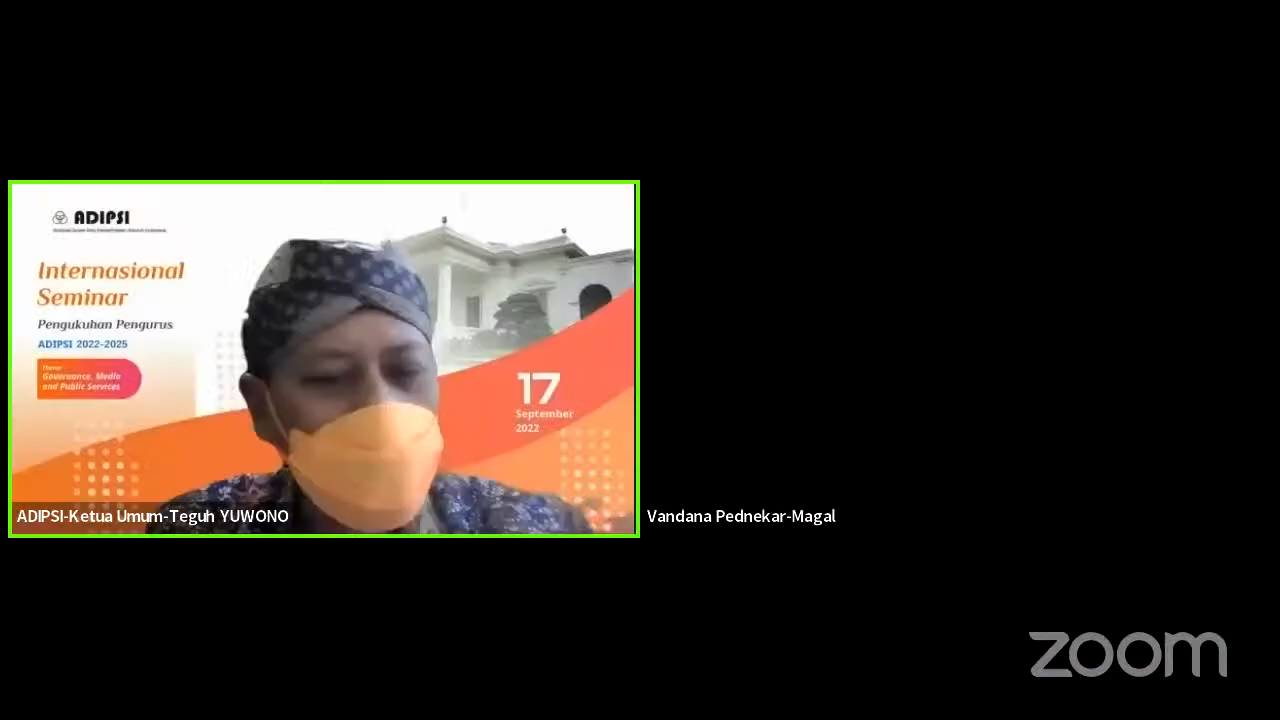 ADIPSI
Internasional
Seminar
Pengukuhan Pengurus
ADIPSI 2022-2025
Governance, Media
and Public Services
17
September
2022
ADIPSI-Ketua Umum-Teguh YUWONO
Vandana Pednekar-Magal
zoom